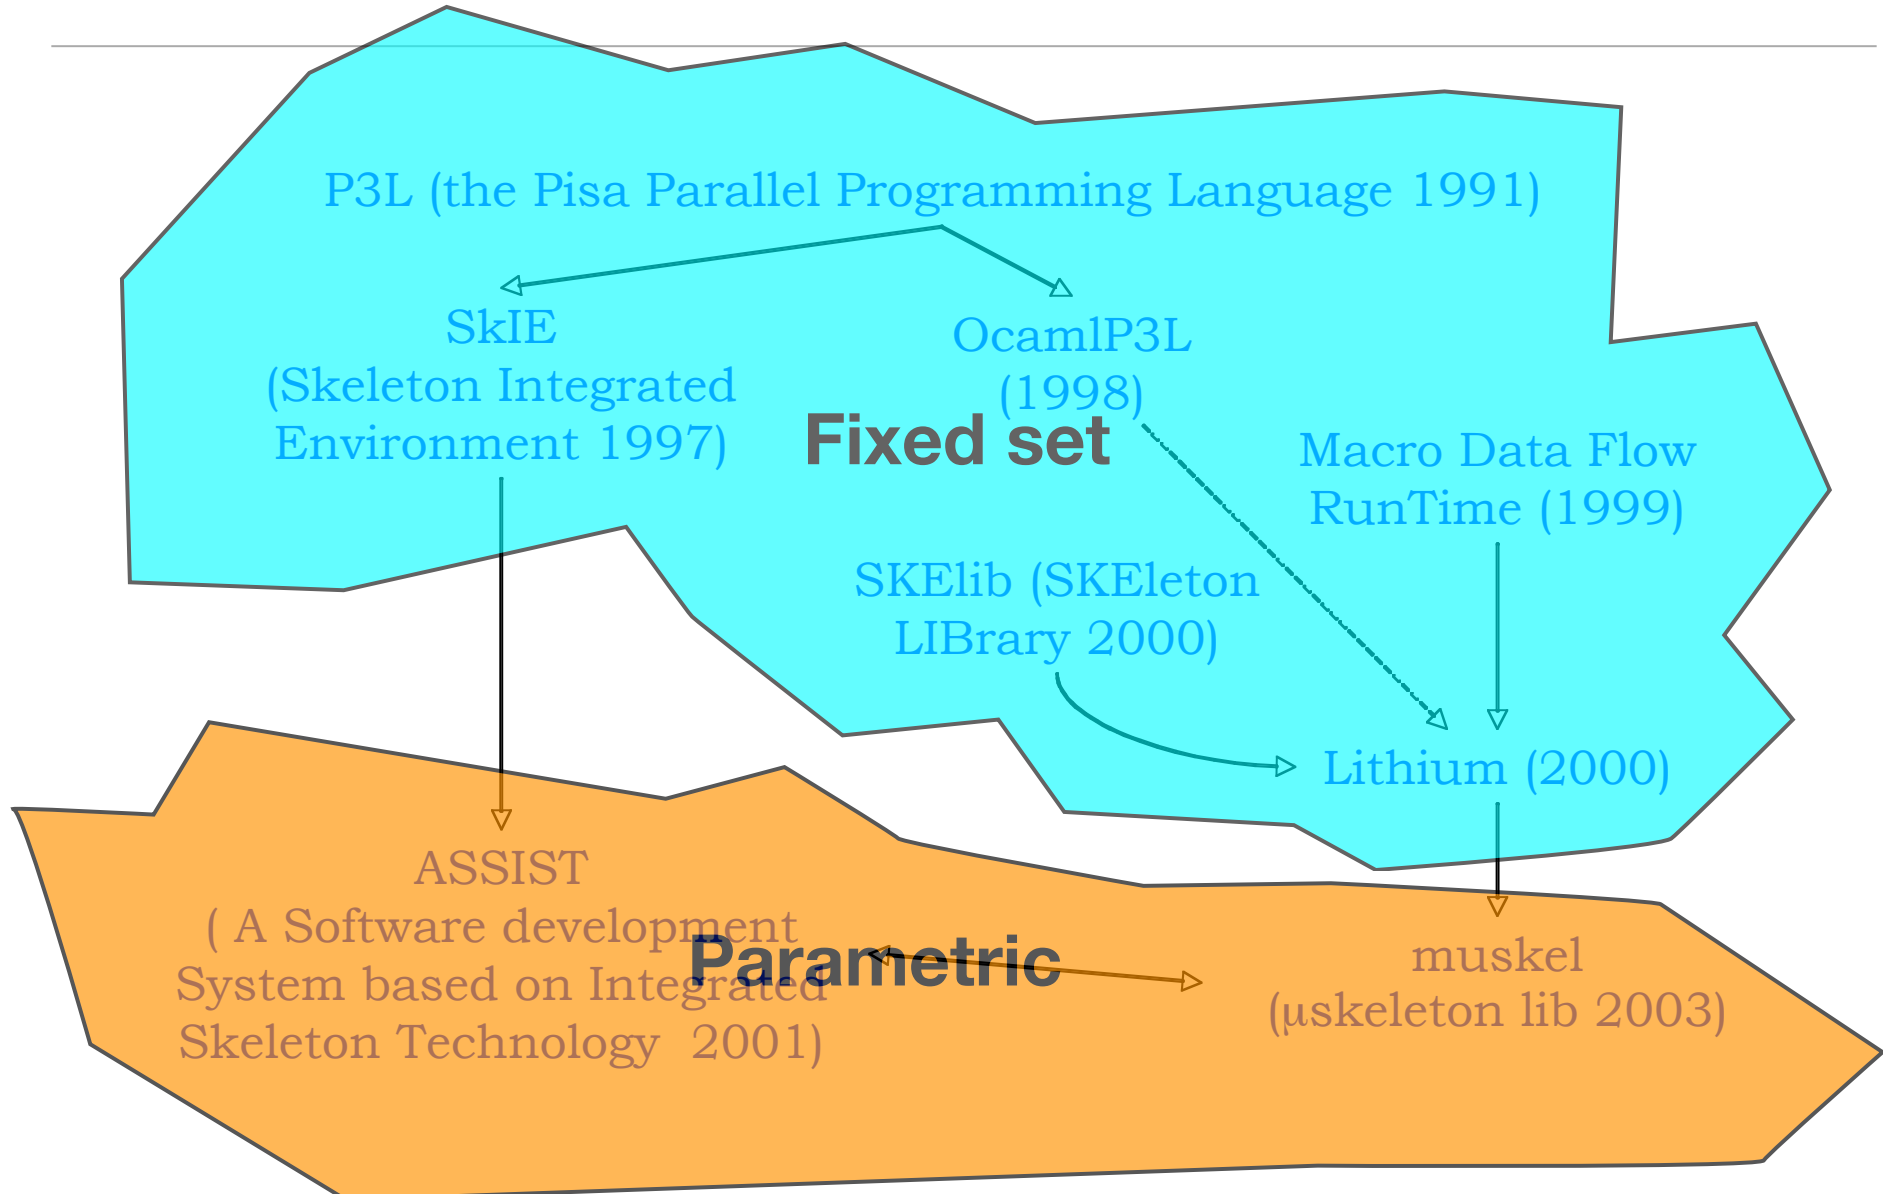 P3L (the Pisa Parallel Programming Language 1991)
SkIE
(Skeleton Integrated
Environment 1997)
OcamlP3L
(1998)
Fixed set
Macro Data Flow
RunTime (1999)
SKElib (SKEleton
LIBrary 2000)
Lithium (2000)
ASSIST
( A Software development
System based on Integrated
Skeleton Technology  2001)
Parametric
muskel
(µskeleton lib 2003)